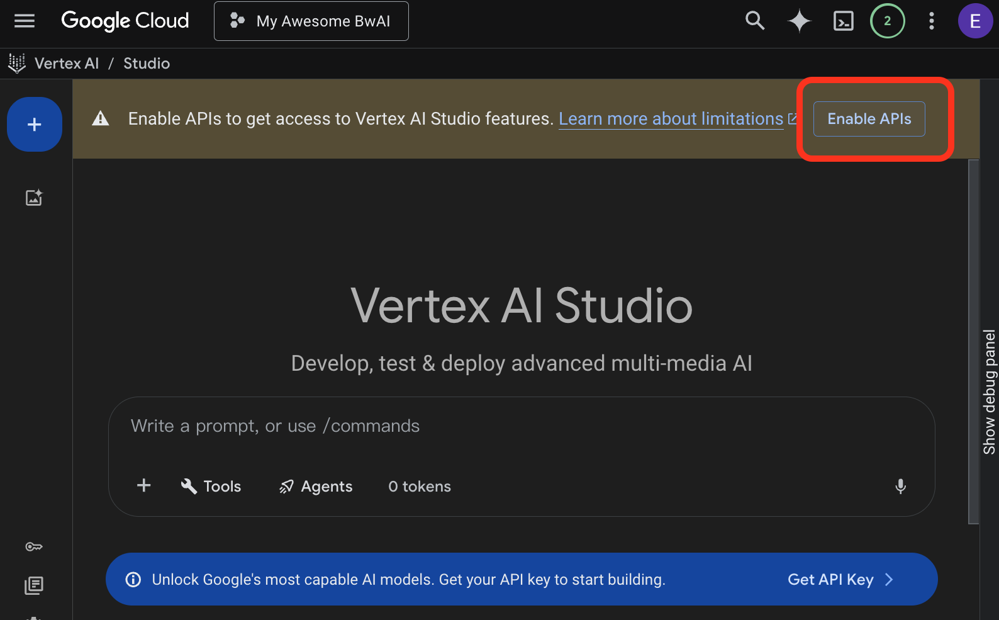 Google Cloud
My Awesome BwAI
2
E
Vertex AI / Studio
Enable APIs to get access to Vertex AI Studio features. Learn more about limitations
Enable APIs
Vertex AI Studio
Develop, test & deploy advanced multi-media AI
Write a prompt, or use /commands
Tools
Agents
0 tokens
Unlock Google's most capable AI models. Get your API key to start building.
Get API Key
Show debug panel